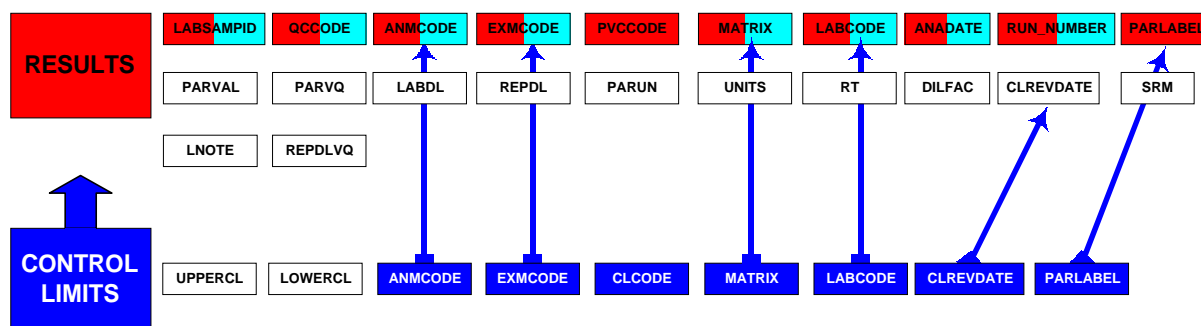 RESULTS
LABSAMPID QCCODE ANMCODE EXMCODE PVCCODE MATRIX LABCODE ANADATE RUN_NUMBER PARLABEL
PARVAL PARVQ LABDL REPDL PARUN UNITS RT DILFAC CLREVDATE SRM
LNOTE REPDLVQ
CONTROL
LIMITS
UPPERCL LOWERCL ANMCODE EXMCODE CLCODE MATRIX LABCODE CLREVDATE PARLABEL